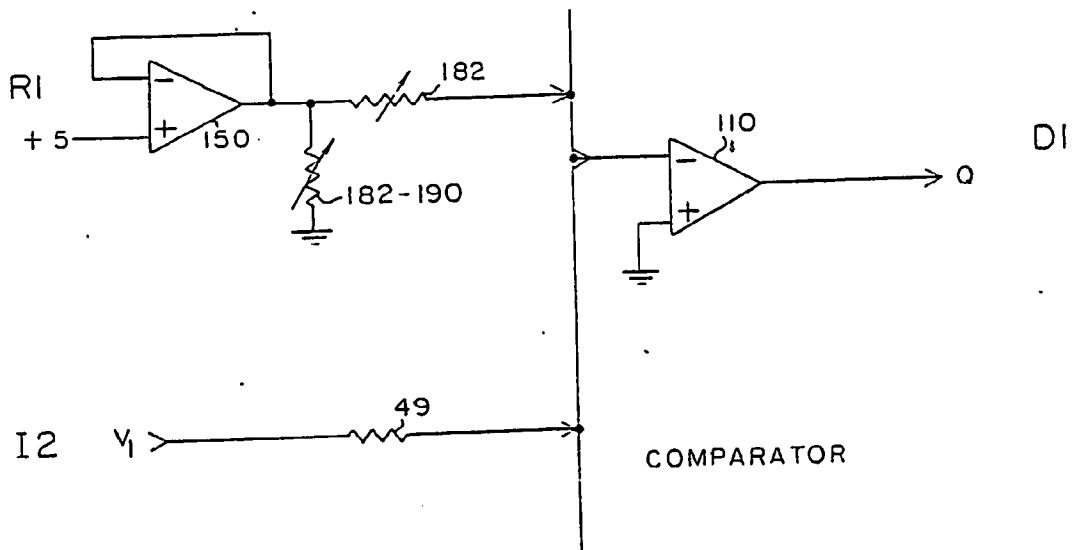 182
R1
−
+ 5
+
150
182-190
110
−
+
D1
Q
49
I2 V1
COMPARATOR